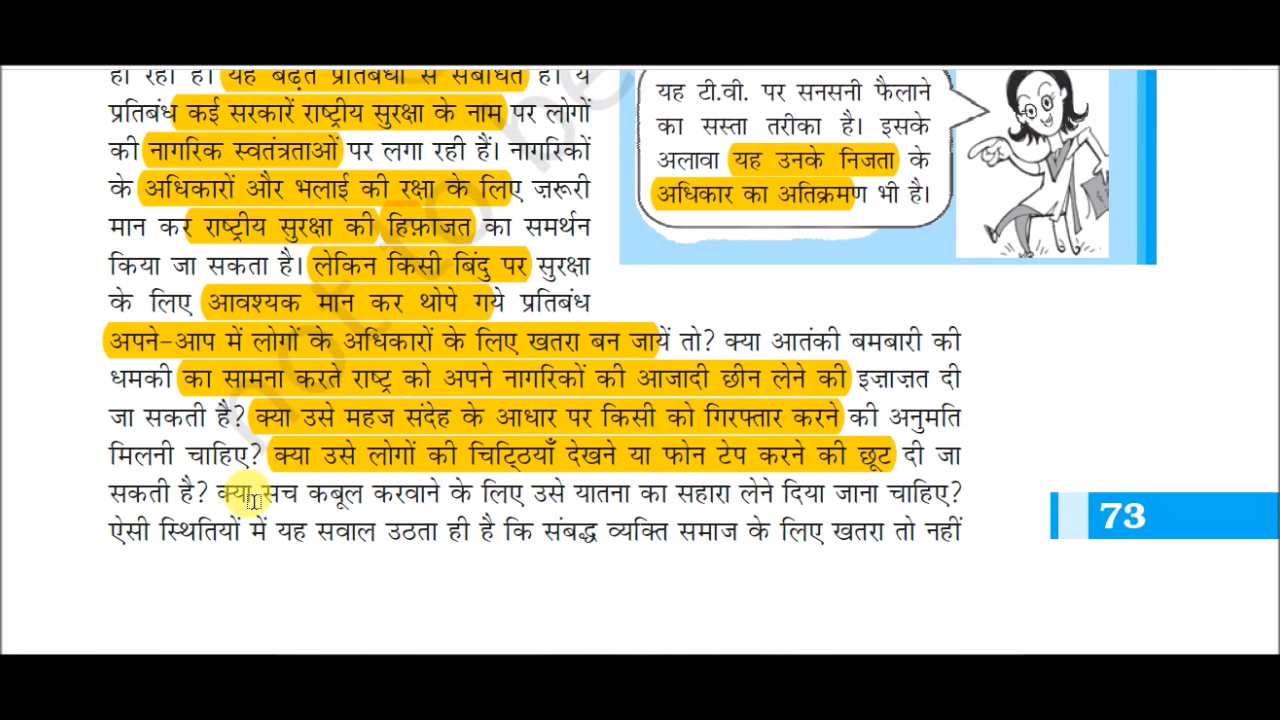 हो रहा है। यह बढ़ते प्रतिबंधों से संबंधित है। ये
प्रतिबंध कई सरकारें राष्ट्रीय सुरक्षा के नाम पर लोगों
की नागरिक स्वतंत्रताओं पर लगा रही हैं। नागरिकों
के अधिकारों और भलाई की रक्षा के लिए ज़रूरी
मान कर राष्ट्रीय सुरक्षा की हिफ़ाजत का समर्थन
किया जा सकता है। लेकिन किसी बिंदु पर सुरक्षा
के लिए आवश्यक मान कर थोपे गये प्रतिबंध
अपने-आप में लोगों के अधिकारों के लिए खतरा बन जायें तो? क्या आतंकी बमबारी की
धमकी का सामना करते राष्ट्र को अपने नागरिकों की आजादी छीन लेने की इज़ाज़त दी
जा सकती है? क्या उसे महज संदेह के आधार पर किसी को गिरफ्तार करने की अनुमति
मिलनी चाहिए? क्या उसे लोगों की चिट्ठियाँ देखने या फोन टेप करने की छूट दी जा
सकती है? क्या सच कबूल करवाने के लिए उसे यातना का सहारा लेने दिया जाना चाहिए?
ऐसी स्थितियों में यह सवाल उठता ही है कि संबद्ध व्यक्ति समाज के लिए खतरा तो नहीं
यह टी.वी. पर सनसनी फैलाने
का सस्ता तरीका है। इसके
अलावा यह उनके निजता के
अधिकार का अतिक्रमण भी है।
73